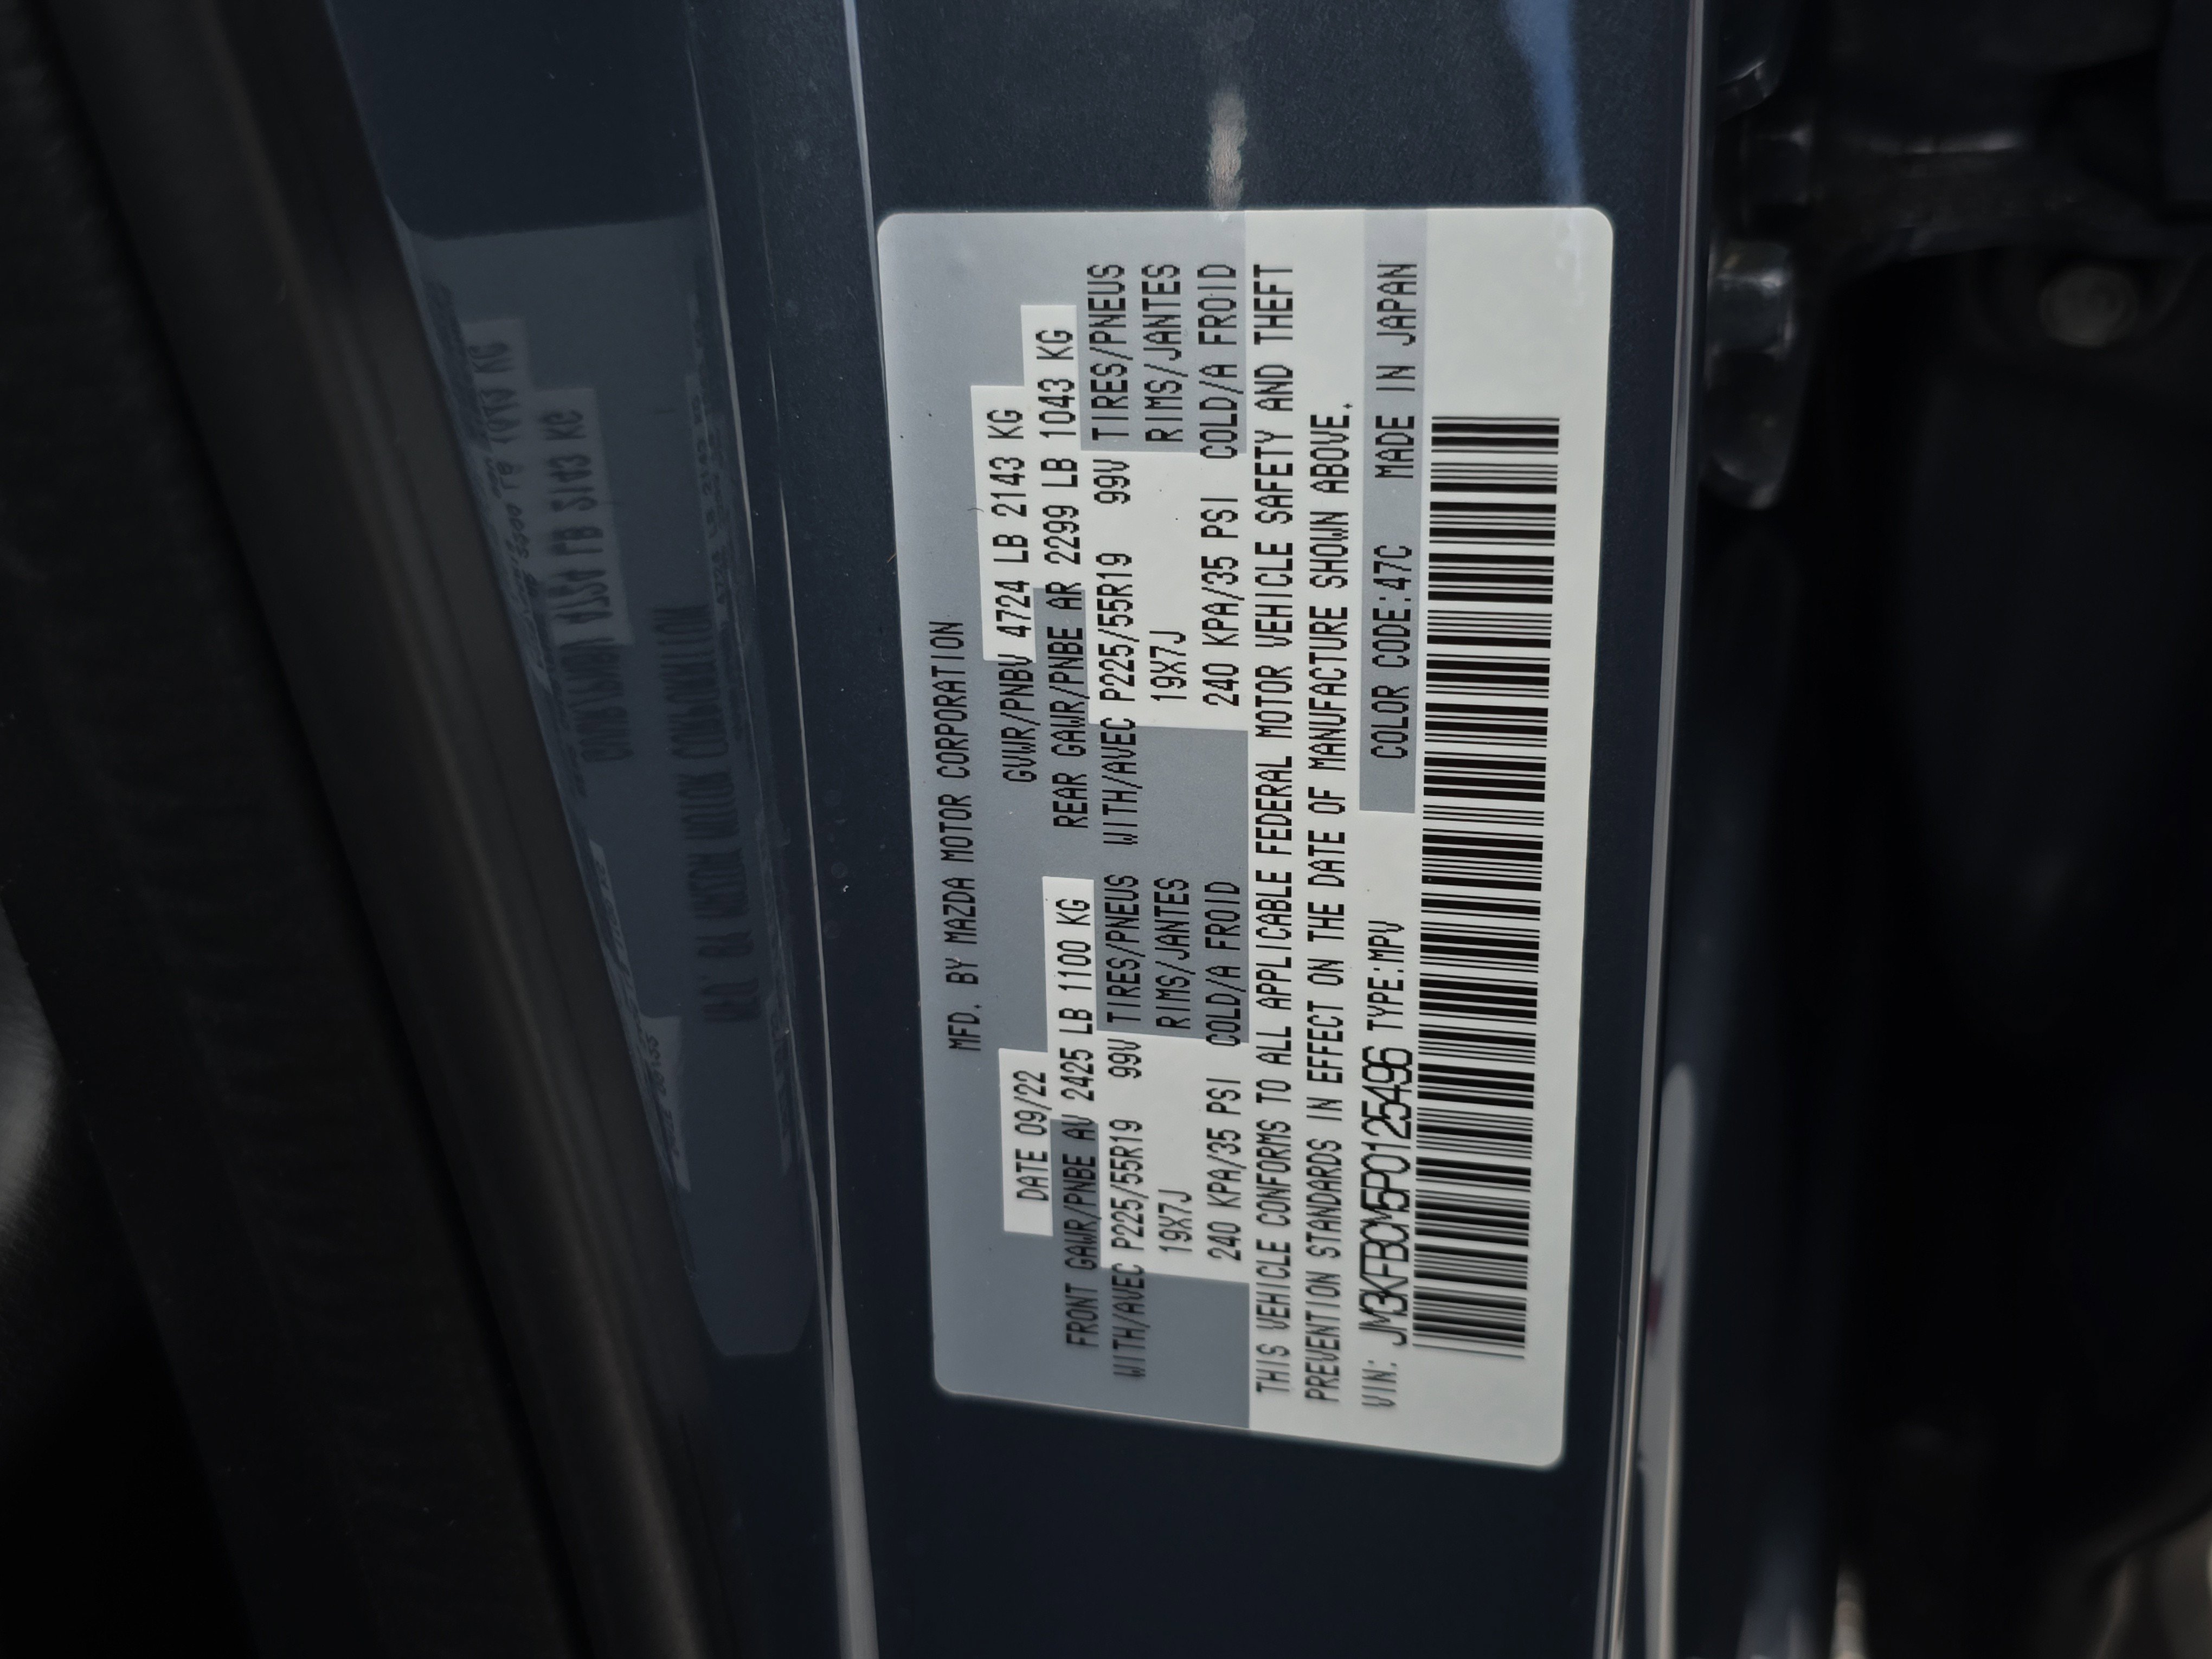 MFD. BY MAZDA MOTOR CORPORATION
DATE 09/22 GVWR/PNBV 4724 LB 2143 KG
FRONT GAWR/PNBE AV 2425 LB 1100 KG REAR GAWR/PNBE AR 2299 LB 1043 KG
WITH/AVEC P225/55R19 99V TIRES/PNEUS WITH/AVEC P225/55R19 99V TIRES/PNEUS
19X7J RIMS/JANTES 19X7J RIMS/JANTES
240 KPA/35 PSI COLD/A FROID 240 KPA/35 PSI COLD/A FROID
THIS VEHICLE CONFORMS TO ALL APPLICABLE FEDERAL MOTOR VEHICLE SAFETY AND THEFT
PREVENTION STANDARDS IN EFFECT ON THE DATE OF MANUFACTURE SHOWN ABOVE.
VIN: JM3KFBCM5P0125496 TYPE:MPV COLOR CODE:47C MADE IN JAPAN